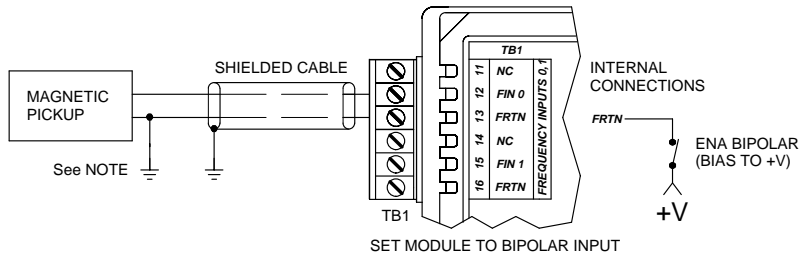 SHIELDED CABLE
MAGNETIC
PICKUP
See NOTE
TB1
TB1
11 NC
12 FIN 0
13 FRTN
14 NC
15 FIN 1
16 FRTN
FREQUENCY INPUTS 0,1
INTERNAL
CONNECTIONS
FRTN
ENA BIPOLAR
(BIAS TO +V)
+V
SET MODULE TO BIPOLAR INPUT